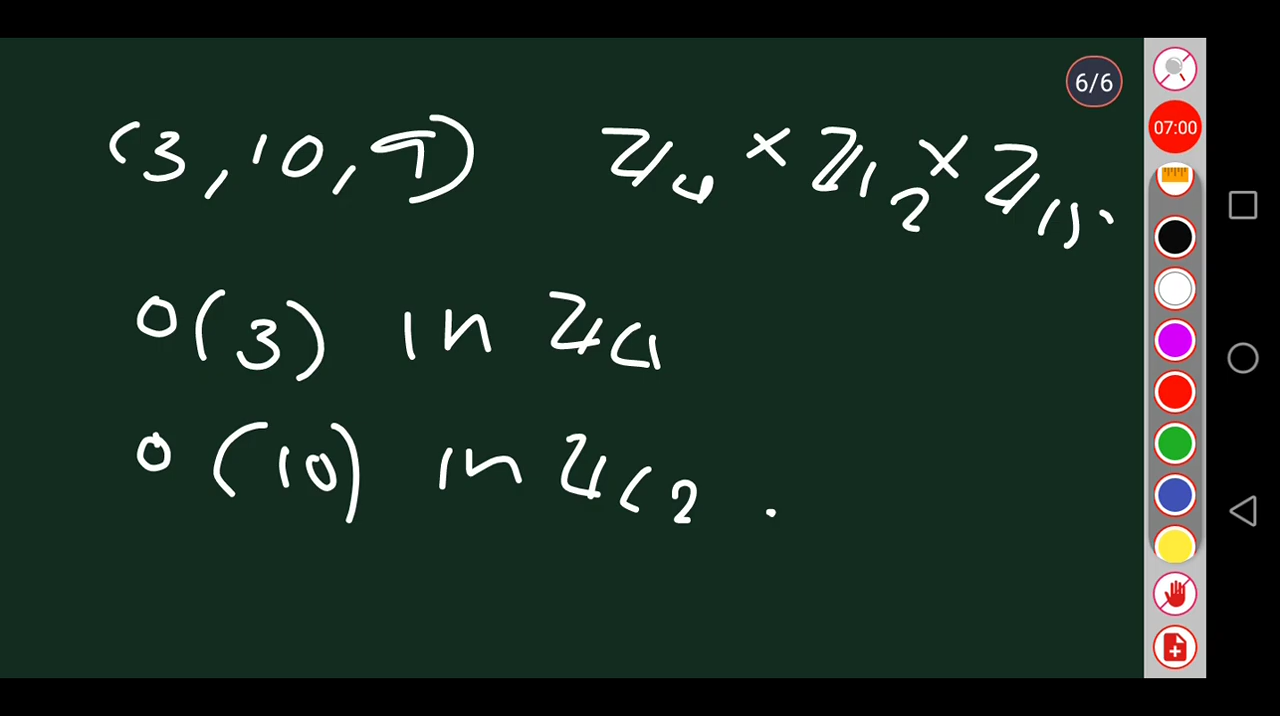 (3, 10, 9) ℤ4 × ℤ12 × ℤ15
6/6
07:00
o(3) in ℤ4
o(10) in ℤ12.